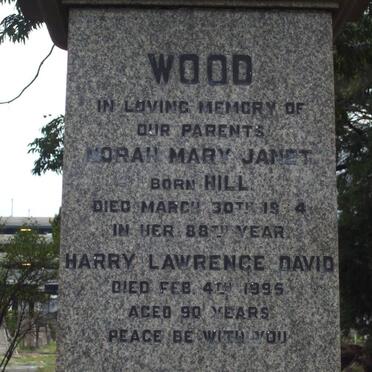 WOOD
IN LOVING MEMORY OF
OUR PARENTS
NORAH MARY JANET
BORN HILL
DIED MARCH 30TH
IN HER 88TH YEAR
HARRY LAWRENCE DAVID
DIED FEB. 4TH 1995
AGED 90 YEARS
PEACE BE WITH YOU